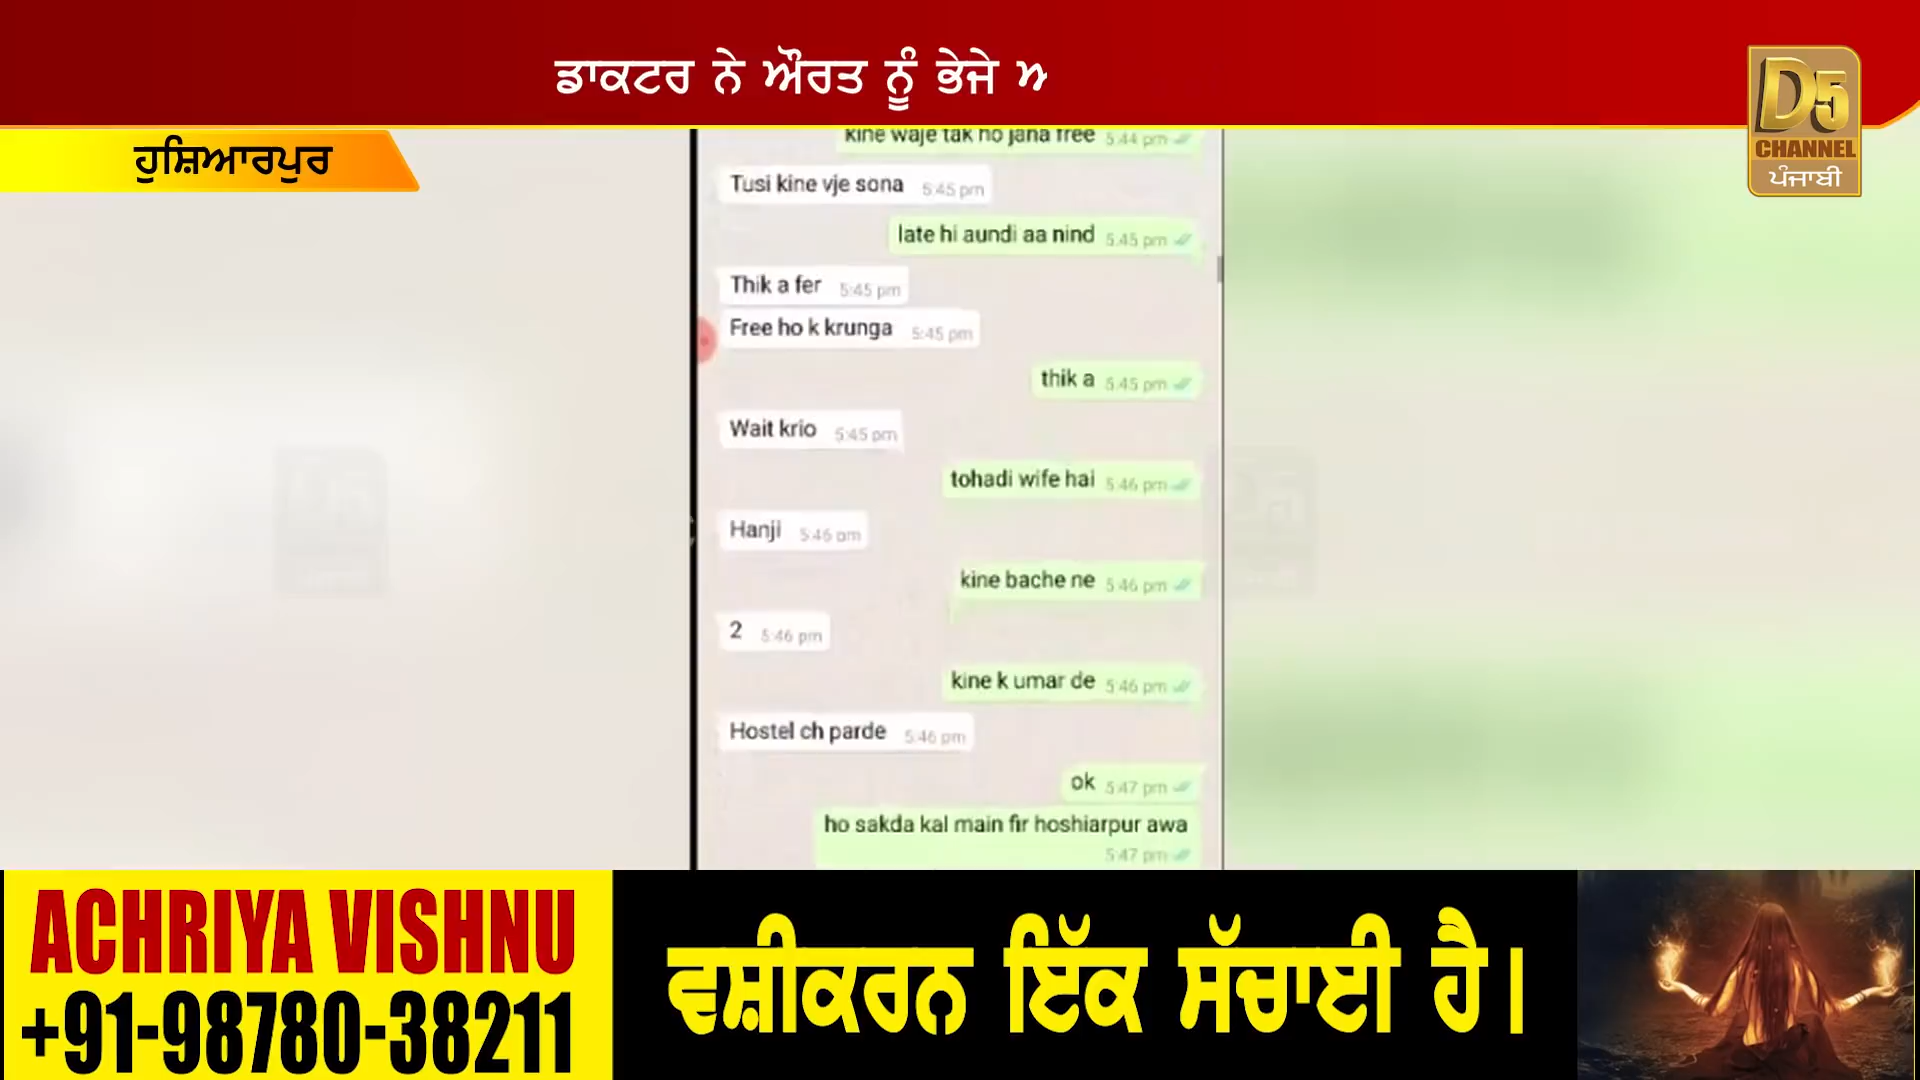 ਡਾਕਟਰ ਨੇ ਔਰਤ ਨੂੰ ਭੇਜੇ
D5
CHANNEL
ਪੰਜਾਬੀ
ਹੁਸ਼ਿਆਰਪੁਰ
kine waje tak ho jana free 5:44 pm
Tusi kine vje sona 5:45 pm
late hi aundi aa nind 5:45 pm
Thik a fer 5:45 pm
Free ho k krunga 5:45 pm
thik a 5:45 pm
Wait krio 5:45 pm
tohadi wife hai 5:46 pm
Hanji 5:46 pm
kine bache ne 5:46 pm
2 5:46 pm
kine k umar de 5:46 pm
Hostel ch parde 5:46 pm
ok 5:47 pm
ho sakda kal main fir hoshiarpur awa
5:47 pm
ACHRIYA VISHNU
+91-98780-38211
ਵਸ਼ੀਕਰਨ ਇੱਕ ਸੱਚਾਈ ਹੈ।